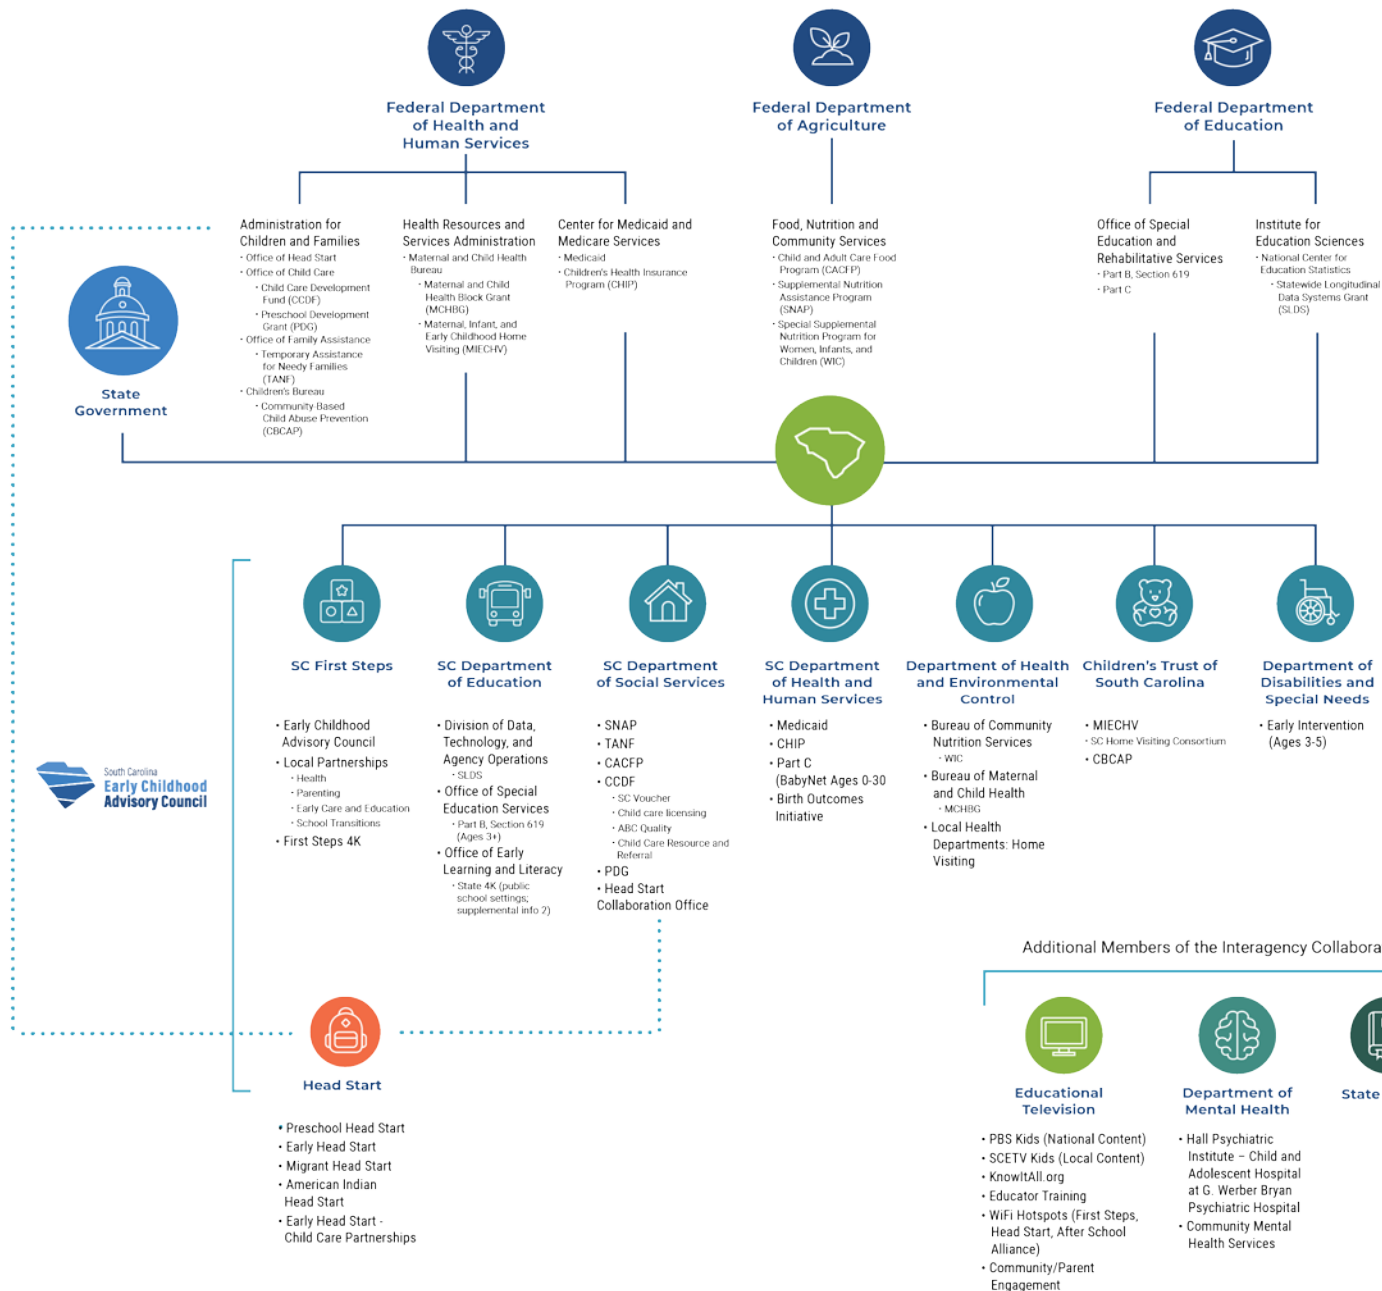 Federal Department
of Health and
Human Services
Federal Department
of Agriculture
Federal Department
of Education
Administration for
Children and Families
· Office of Head Start
· Office of Child Care
· Child Care Development
Fund (CCDF)
· Preschool Development
Grant (PDG)
· Office of Family Assistance
· Temporary Assistance
for Needy Families
(TANF)
· Children's Bureau
· Community-Based
Child Abuse Prevention
(CBCAP)
Health Resources and
Services Administration
· Maternal and Child Health
Bureau
· Maternal and Child
Health Block Grant
(MCHBG)
· Maternal, Infant, and
Early Childhood Home
Visiting (MIECHV)
Center for Medicaid and
Medicare Services
· Medicaid
· Children's Health Insurance
Program (CHIP)
Food, Nutrition and
Community Services
· Child and Adult Care Food
Program (CACFP)
· Supplemental Nutrition
Assistance Program
(SNAP)
· Special Supplemental
Nutrition Program for
Women, Infants, and
Children (WIC)
Office of Special
Education and
Rehabilitative Services
· Part B, Section 619
· Part C
Institute for
Education Sciences
· National Center for
Education Statistics
· Statewide Longitudinal
Data Systems Grant
(SLDS)
State
Government
South Carolina
Early Childhood
Advisory Council
SC First Steps
• Early Childhood
Advisory Council
• Local Partnerships
· Health
· Parenting
· Early Care and Education
· School Transitions
• First Steps 4K
SC Department
of Education
• Division of Data,
Technology, and
Agency Operations
· SLDS
• Office of Special
Education Services
· Part B, Section 619
(Ages 3+)
• Office of Early
Learning and Literacy
· State 4K (public
school settings;
supplemental info 2)
SC Department
of Social Services
• SNAP
• TANF
• CACFP
• CCDF
· SC Voucher
· Child care licensing
· ABC Quality
· Child Care Resource and
Referral
• PDG
• Head Start
Collaboration Office
SC Department
of Health and
Human Services
• Medicaid
• CHIP
• Part C
(BabyNet Ages 0-30
• Birth Outcomes
Initiative
Department of Health
and Environmental
Control
• Bureau of Community
Nutrition Services
· WIC
• Bureau of Maternal
and Child Health
· MCHBG
• Local Health
Departments: Home
Visiting
Children's Trust of
South Carolina
• MIECHV
· SC Home Visiting Consortium
• CBCAP
Department of
Disabilities and
Special Needs
• Early Intervention
(Ages 3-5)
Head Start
• Preschool Head Start
• Early Head Start
• Migrant Head Start
• American Indian
Head Start
• Early Head Start -
Child Care Partnerships
Additional Members of the Interagency Collabora
Educational
Television
• PBS Kids (National Content)
• SCETV Kids (Local Content)
• KnowItAll.org
• Educator Training
• WiFi Hotspots (First Steps,
Head Start, After School
Alliance)
• Community/Parent
Engagement
Department of
Mental Health
• Hall Psychiatric
Institute – Child and
Adolescent Hospital
at G. Werber Bryan
Psychiatric Hospital
• Community Mental
Health Services
State